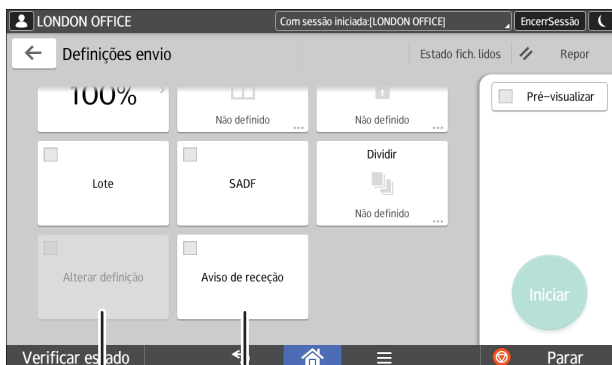 LONDON OFFICE
Com sessão iniciada:[LONDON OFFICE]
EncerrSessão
Definições envio
Estado fich. lidos
Repor
100%
Não definido
Não definido
Pré-visualizar
Lote
SADF
Dividir
Não definido
Alterar definição
Aviso de receção
Iniciar
Verificar estado
Parar